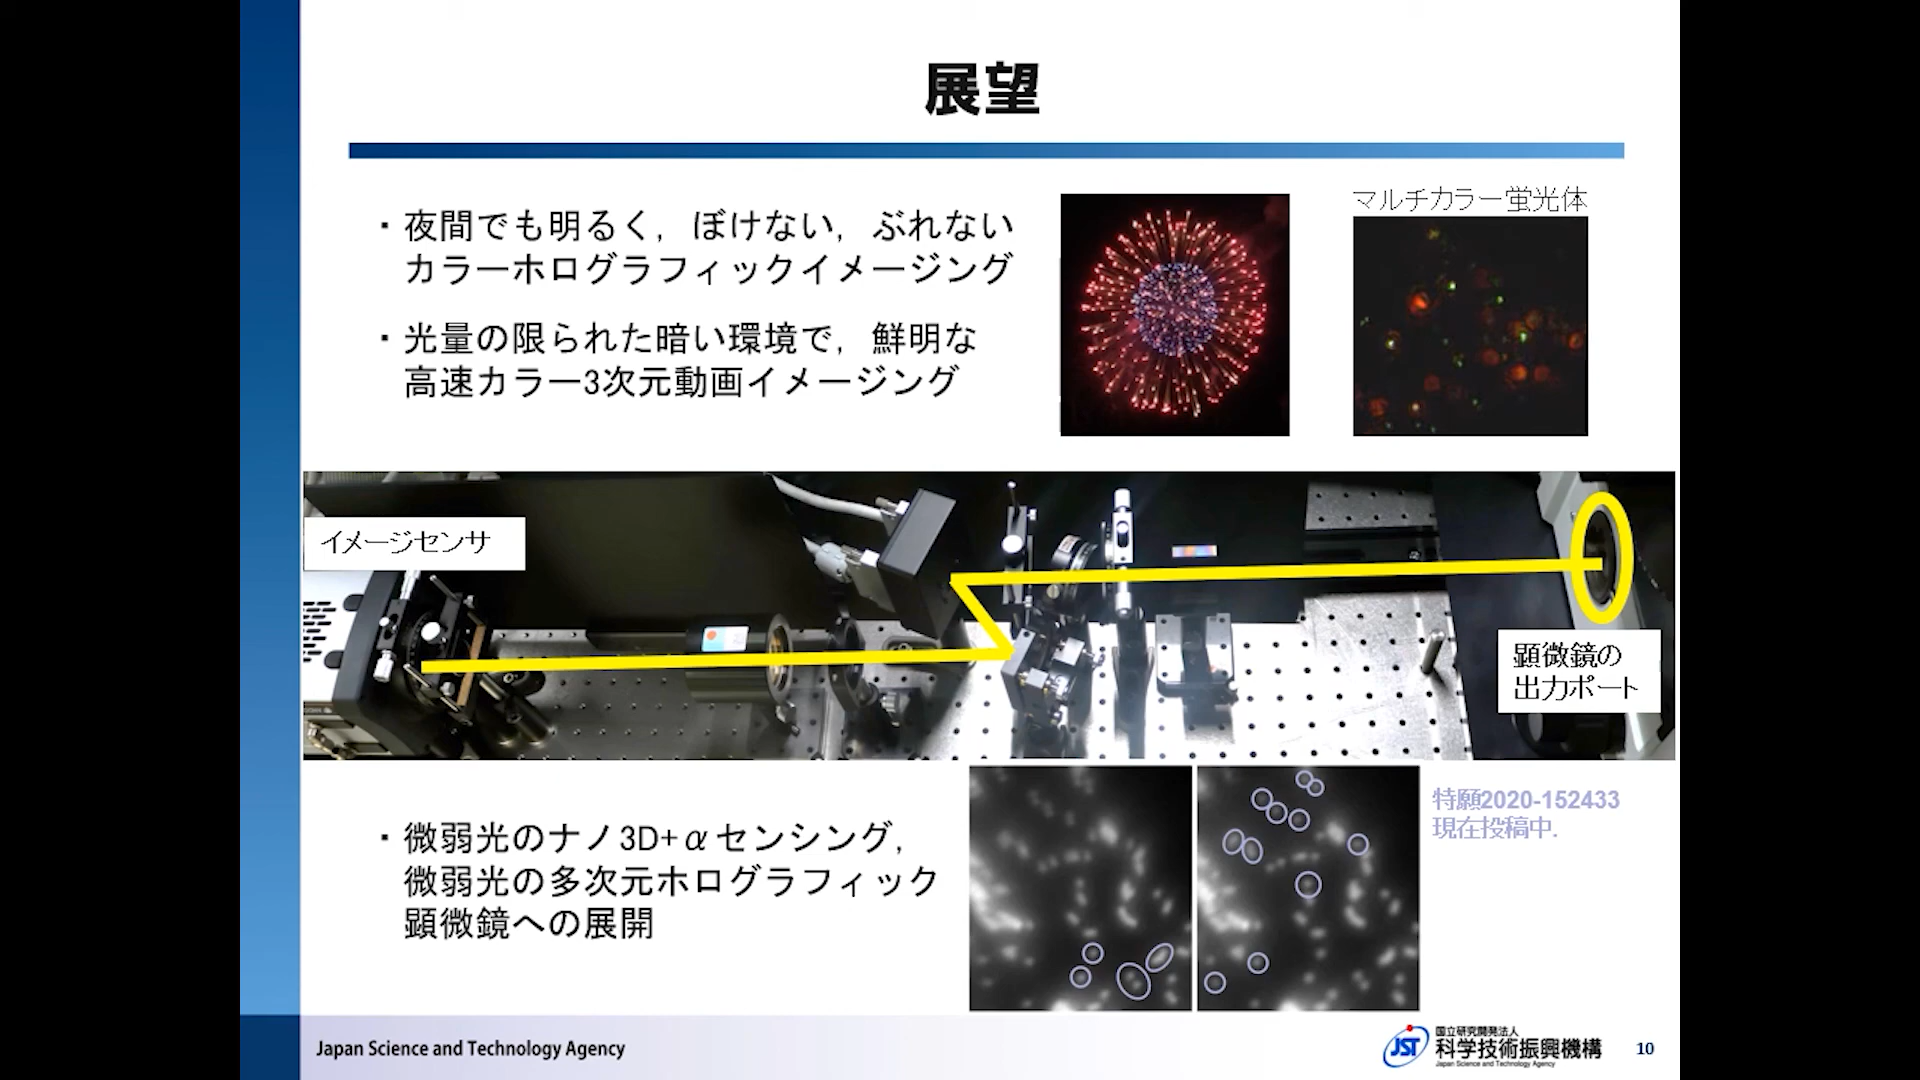 展望
・夜間でも明るく，ぼけない，ぶれない
カラーホログラフィックイメージング
・光量の限られた暗い環境で，鮮明な
高速カラー3次元動画イメージング
マルチカラー蛍光体
イメージセンサ
顕微鏡の
出力ポート
・微弱光のナノ3D+αセンシング，
微弱光の多次元ホログラフィック
顕微鏡への展開
特願2020-152433
現在投稿中.
Japan Science and Technology Agency
JST
国立研究開発法人
科学技術振興機構
Japan Science and Technology Agency
10